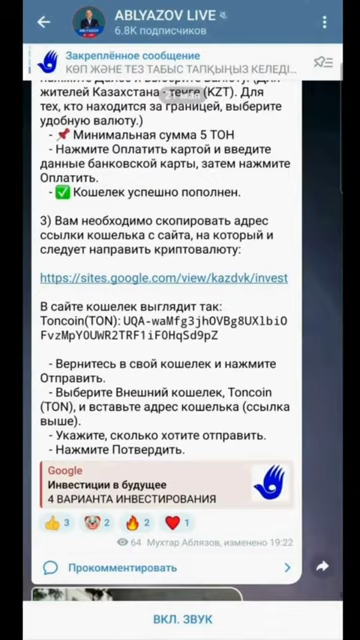 ABLYAZOV LIVE
6.8K подписчиков
Закреплённое сообщение
КӨП ЖӘНЕ ТЕЗ ТАБЫС ТАПҚЫҢЫЗ КЕЛЕДІ...
жителей Казахстана - тенге (KZT). Для
тех, кто находится за границей, выберите
удобную валюту.)
- 📌 Минимальная сумма 5 ТОН
- Нажмите Оплатить картой и введите
данные банковской карты, затем нажмите
Оплатить.
- ✅ Кошелек успешно пополнен.
3) Вам необходимо скопировать адрес
ссылки кошелька с сайта, на который и
следует направить криптовалюту:
https://sites.google.com/view/kazdvk/invest
В сайте кошелек выглядит так:
Toncoin(TON): UQA-waMfg3jhOVBg8UXlbiO
FvzMpY0UWR2TRF1iF0HqSd9pZ
- Вернитесь в свой кошелек и нажмите
Отправить.
- Выберите Внешний кошелек, Toncoin
(TON), и вставьте адрес кошелька (ссылка
выше).
- Укажите, сколько хотите отправить.
- Нажмите Потвердить.
Google
Инвестиции в будущее
4 ВАРИАНТА ИНВЕСТИРОВАНИЯ
👍 3 🤡 2 🔥 2 ❤️ 1
64 Мухтар Аблязов, изменено 19:22
Прокомментировать
ВКЛ. ЗВУК